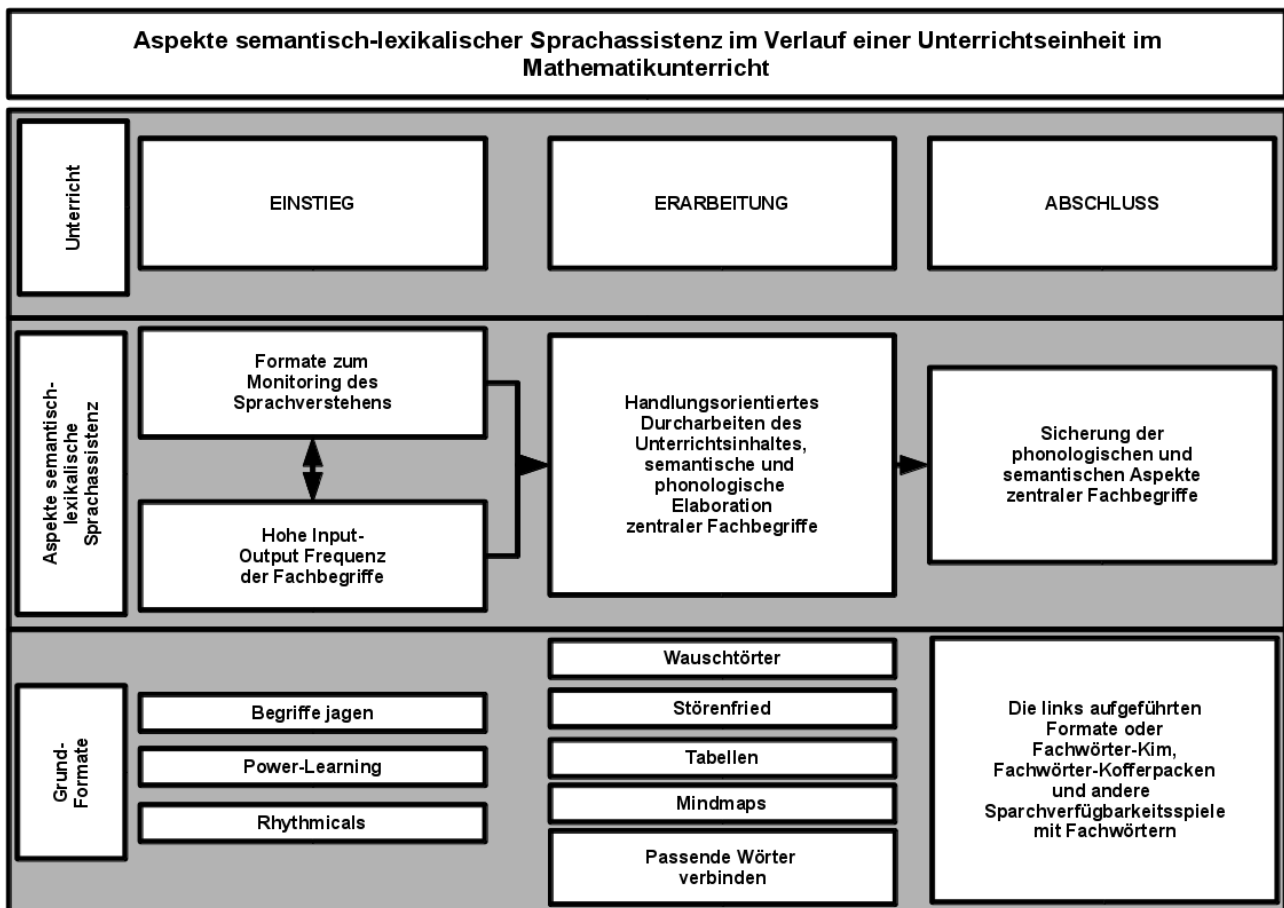 Aspekte semantisch-lexikalischer Sprachassistenz im Verlauf einer Unterrichtseinheit im
Mathematikunterricht
Unterricht
EINSTIEG
ERARBEITUNG
ABSCHLUSS
Aspekte semantisch-
lexikalische
Sprachassistenz
Formate zum
Monitoring des
Sprachverstehens
Hohe Input-
Output Frequenz
der Fachbegriffe
Handlungsorientiertes
Durcharbeiten des
Unterrichtsinhaltes,
semantische und
phonologische
Elaboration
zentraler Fachbegriffe
Sicherung der
phonologischen und
semantischen Aspekte
zentraler Fachbegriffe
Grund-
Formate
Begriffe jagen
Power-Learning
Rhythmicals
Wauschtörter
Störenfried
Tabellen
Mindmaps
Passende Wörter
verbinden
Die links aufgeführten
Formate oder
Fachwörter-Kim,
Fachwörter-Kofferpacken
und andere
Sparchverfügbarkeitsspiele
mit Fachwörtern